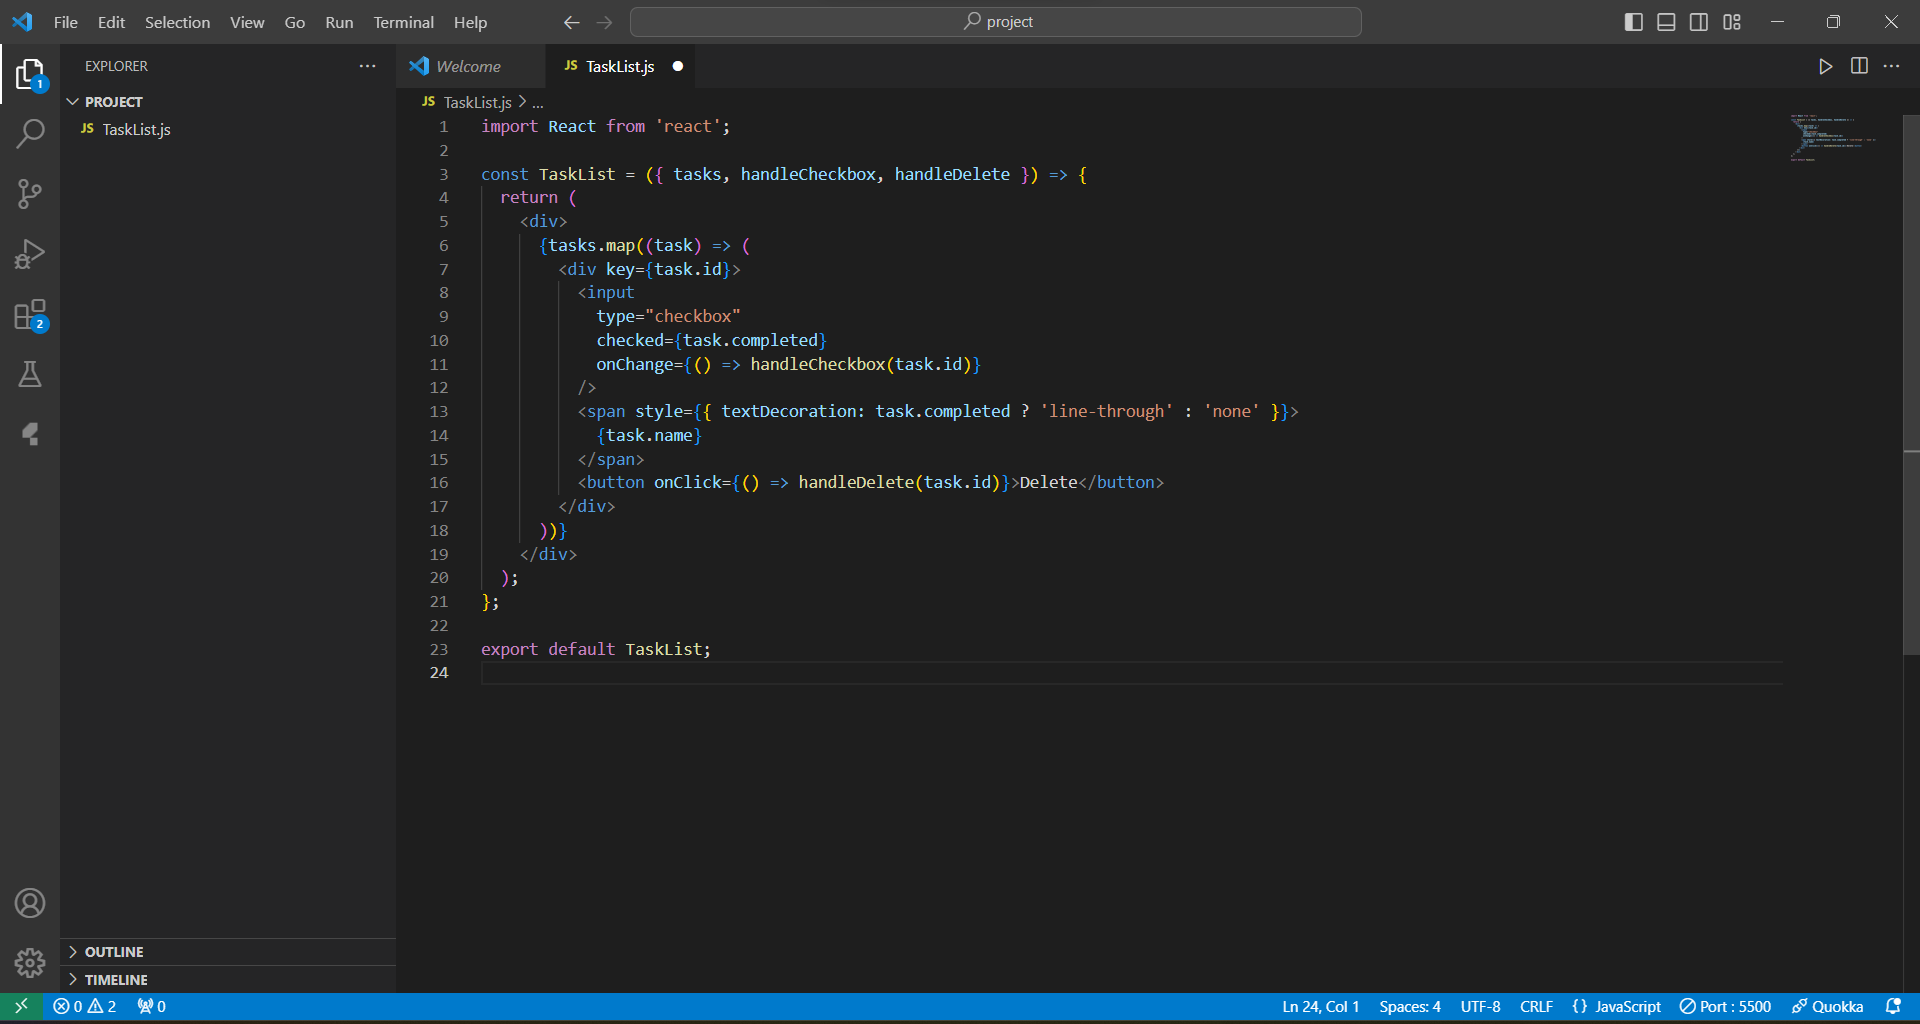 File Edit Selection View Go Run Terminal Help
project
EXPLORER
PROJECT
JS TaskList.js
1
2
Welcome
JS TaskList.js
JS TaskList.js > ...
1 import React from 'react';
2
3 const TaskList = ({ tasks, handleCheckbox, handleDelete }) => {
4 return (
5 <div>
6 {tasks.map((task) => (
7 <div key={task.id}>
8 <input
9 type="checkbox"
10 checked={task.completed}
11 onChange={() => handleCheckbox(task.id)}
12 />
13 <span style={{ textDecoration: task.completed ? 'line-through' : 'none' }}>
14 {task.name}
15 </span>
16 <button onClick={() => handleDelete(task.id)}>Delete</button>
17 </div>
18 ))}
19 </div>
20 );
21 };
22
23 export default TaskList;
24
OUTLINE
TIMELINE
0 2 0
Ln 24, Col 1 Spaces: 4 UTF-8 CRLF {} JavaScript Port : 5500 Quokka